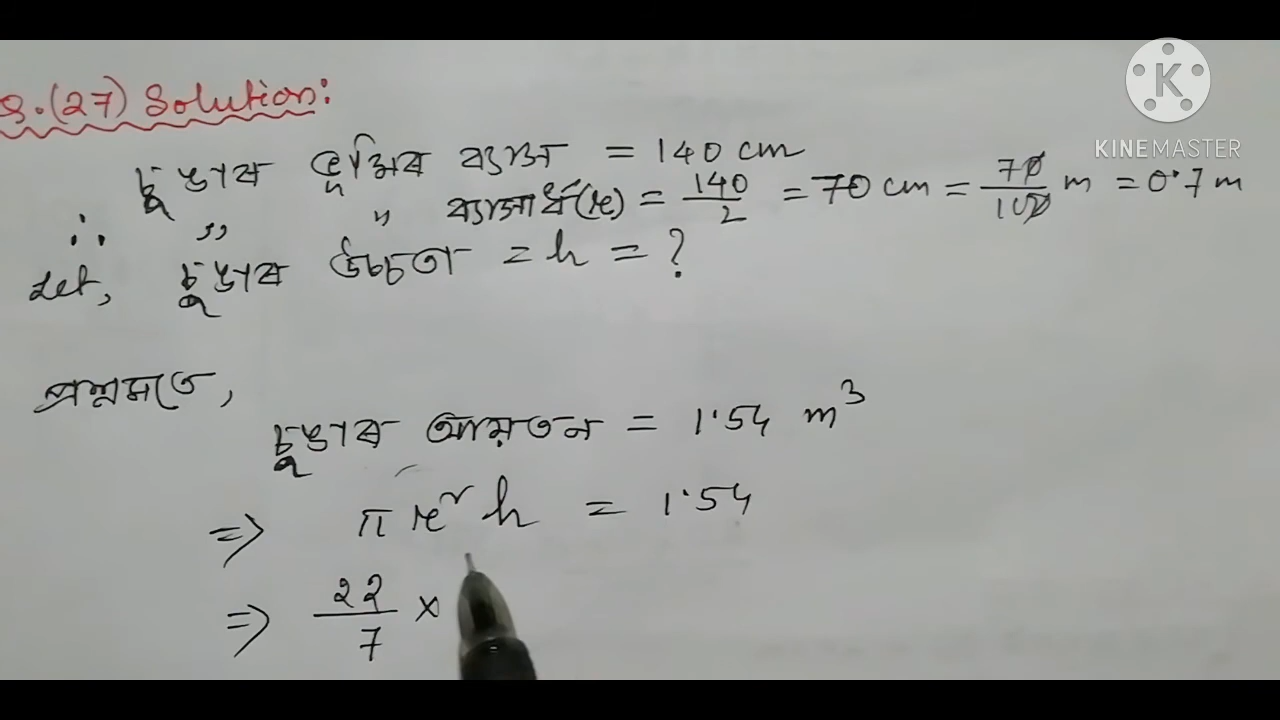 S.(27) Solution:
KINEMASTER
চুঙাৰ ভূমিৰ ব্যাস = 140 cm
∴ ,, ,, ব্যাসাৰ্ধ (r) = 140/2 = 70 cm = 70/100 m = 0.7 m
Let, চুঙাৰ উচ্চতা = h = ?
প্ৰশ্নমতে,
চুঙাৰ আয়তন = 1.54 m³
=> π r² h = 1.54
=> 22/7 ×